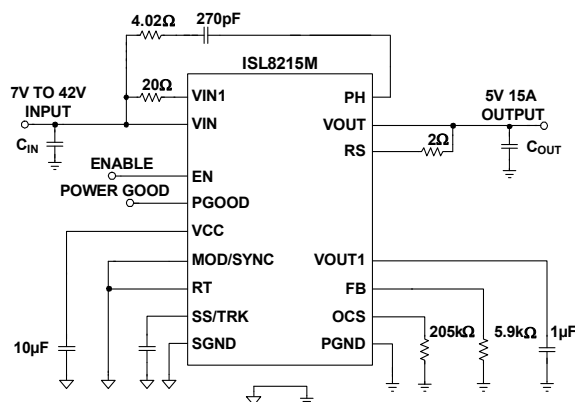 4.02Ω
270pF
ISL8215M
7V TO 42V
INPUT
20Ω
VIN1
PH
5V 15A
OUTPUT
VIN
VOUT
CIN
RS
2Ω
COUT
ENABLE
EN
POWER GOOD
PGOOD
VCC
MOD/SYNC
VOUT1
RT
FB
SS/TRK
OCS
10µF
SGND
PGND
205kΩ
5.9kΩ
1µF